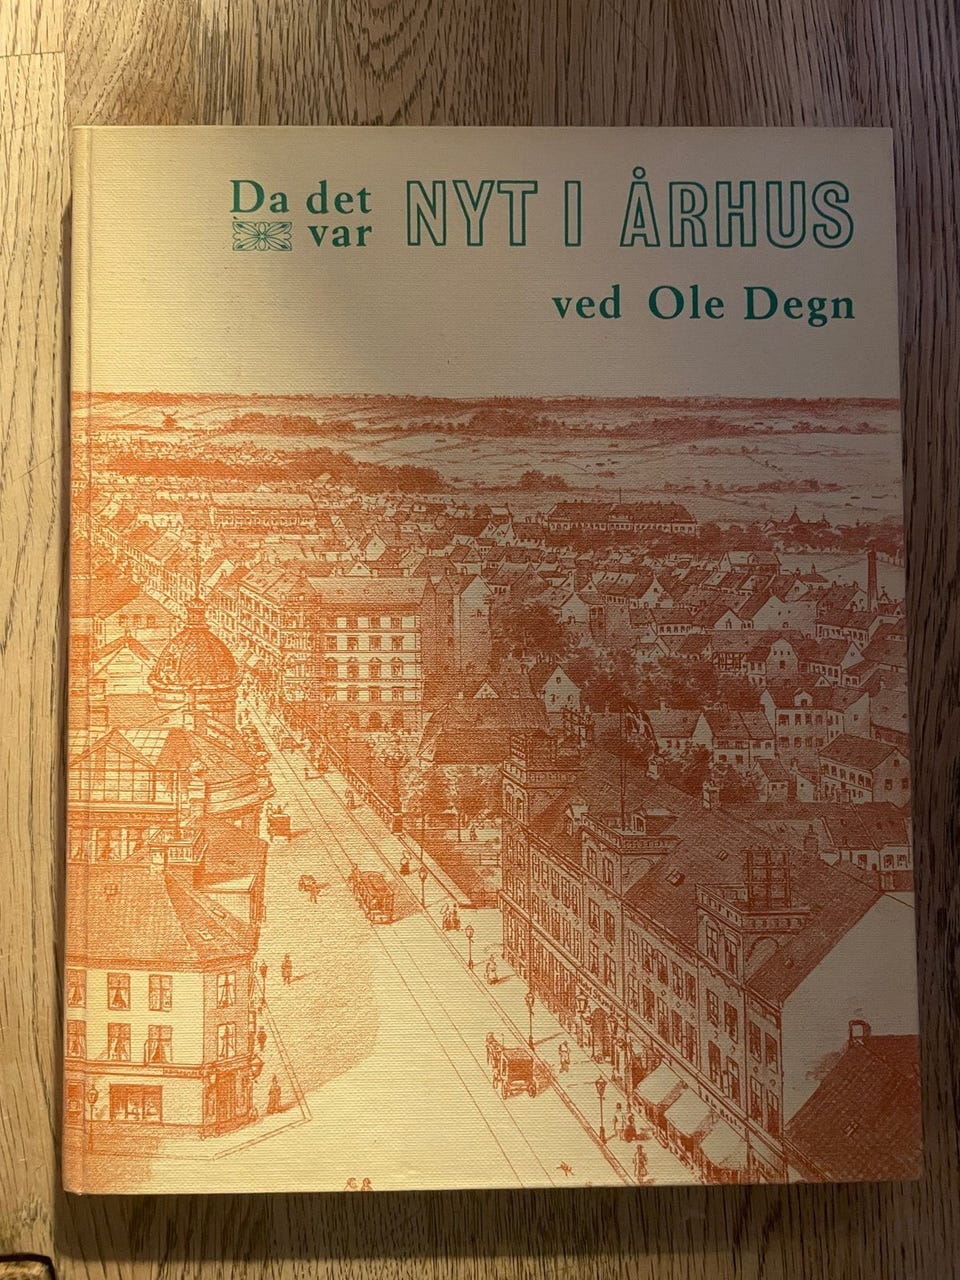 Da det
var NYT I ÅRHUS
ved Ole Degn